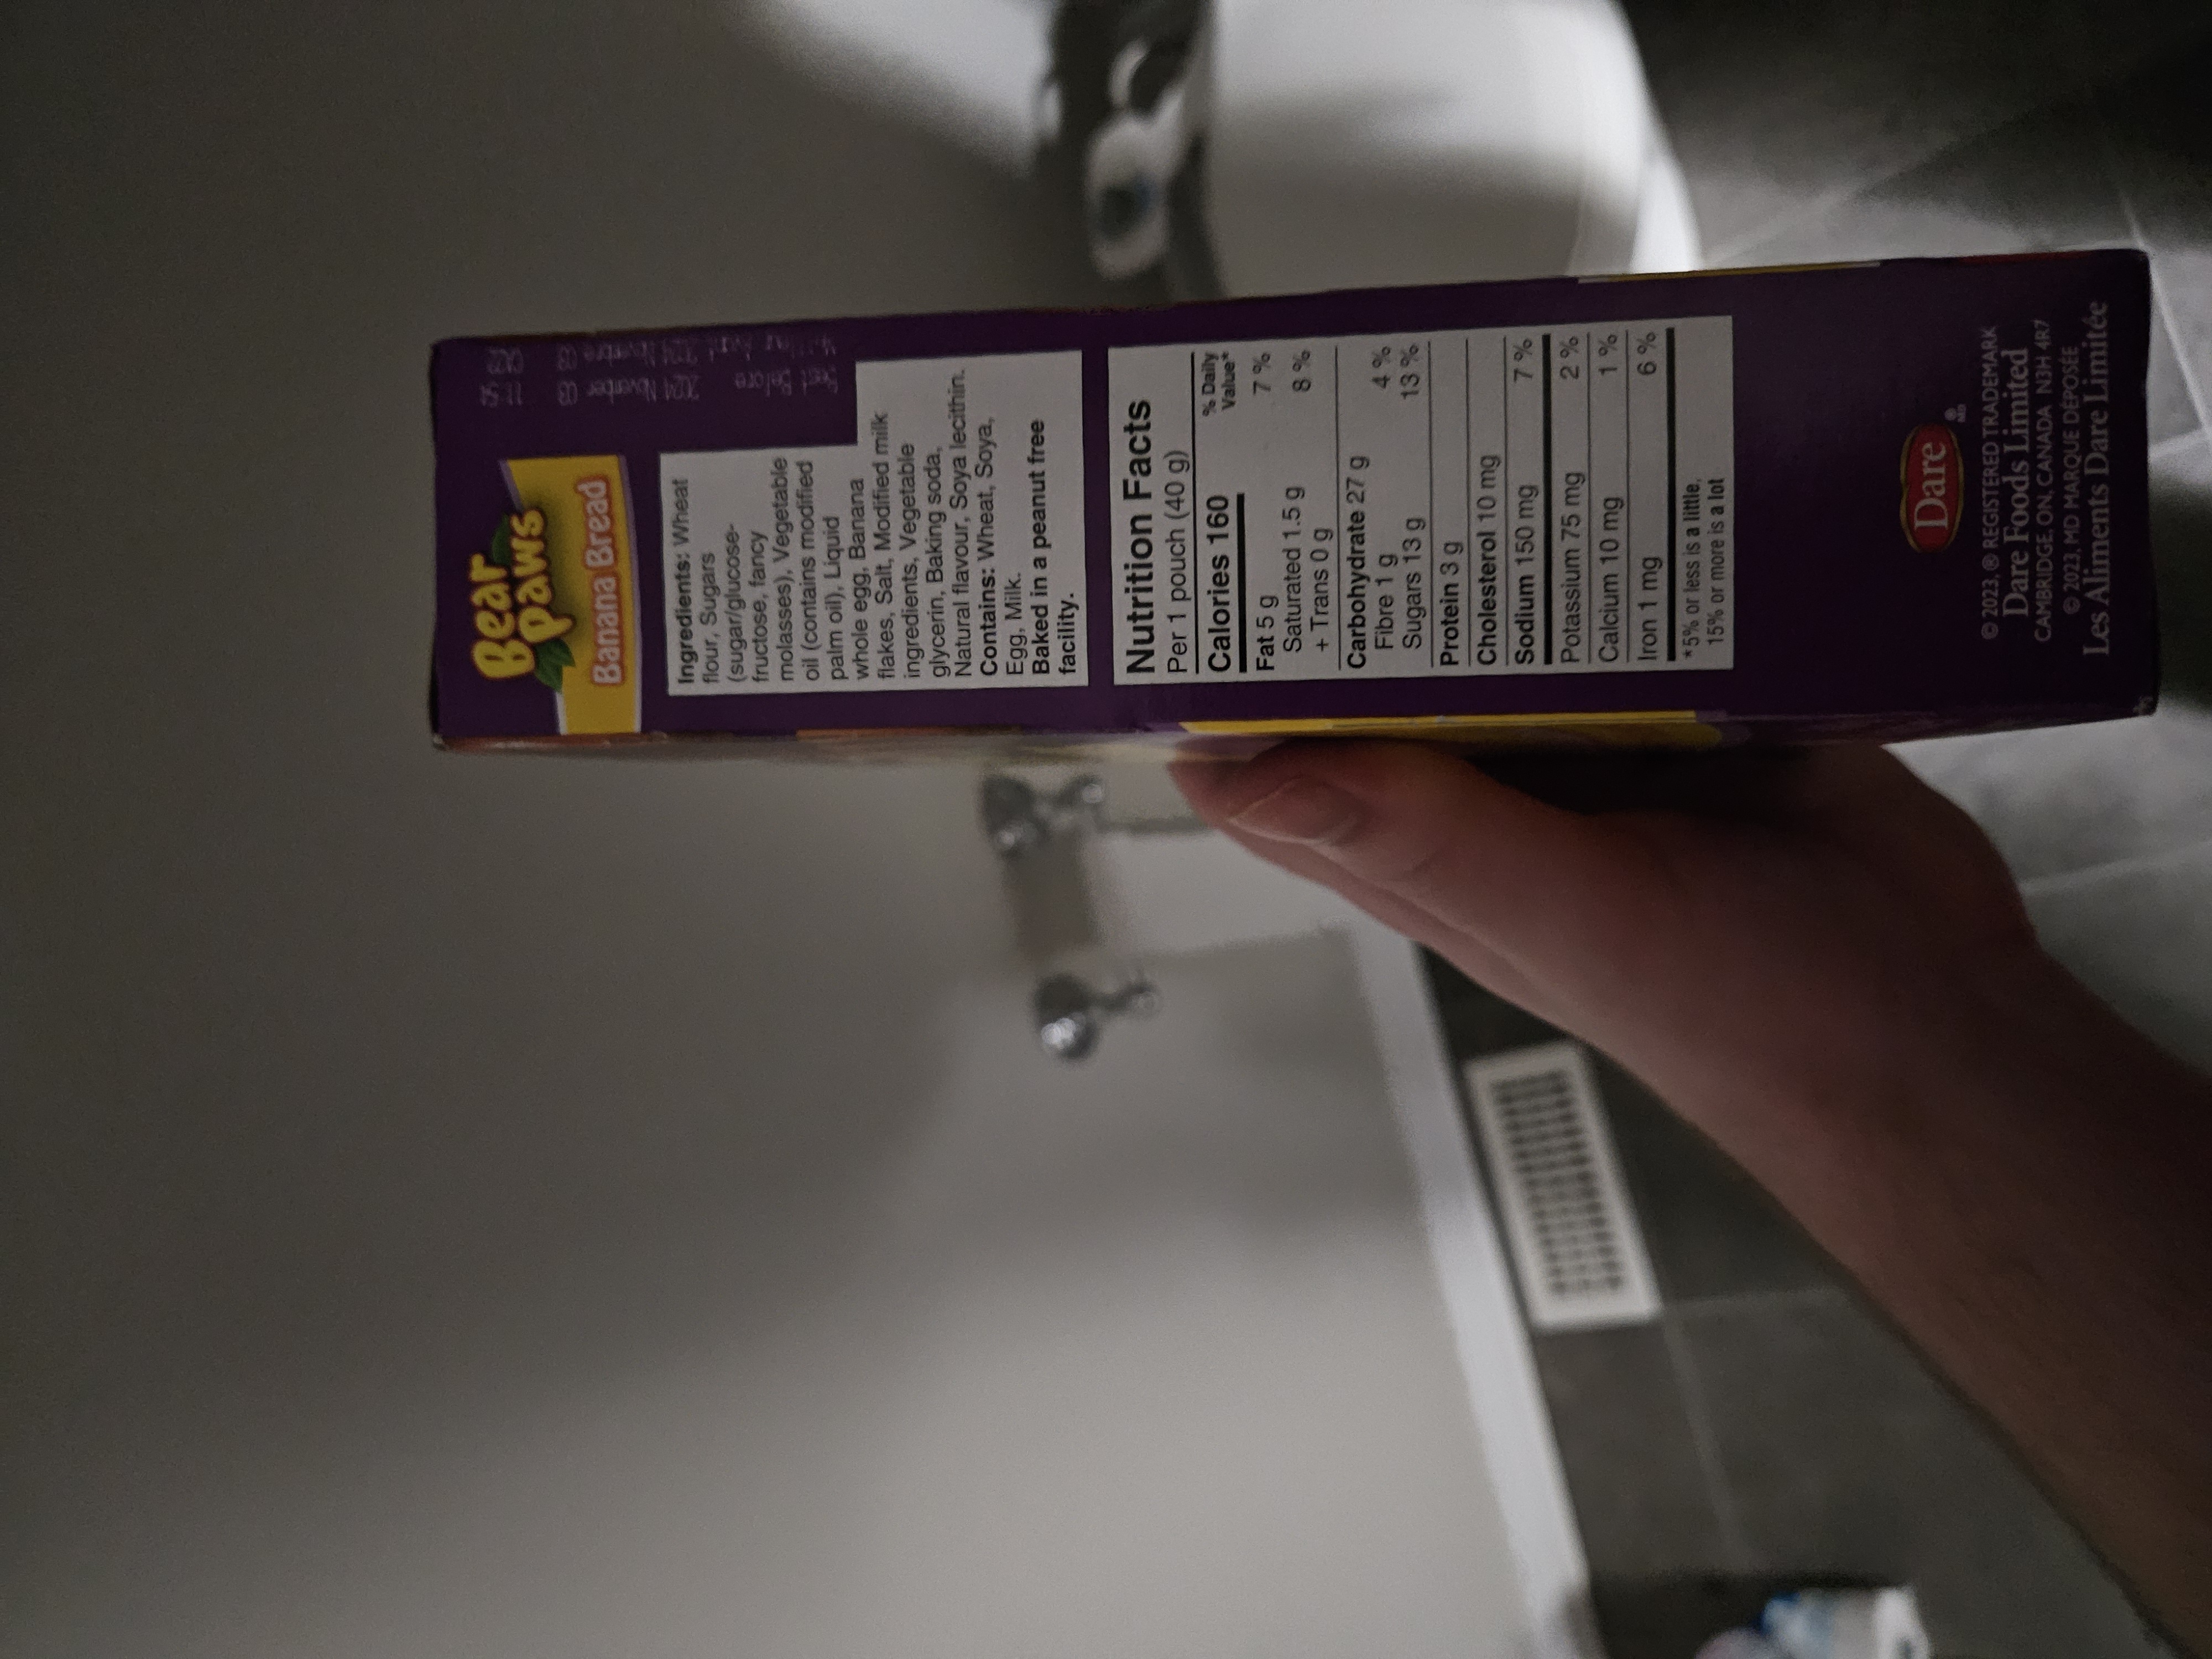 Bear
Paws
Banana Bread
Best Before 2024 November 03 11:54
Meilleur Avant 2024 Novembre 03 CA22
Ingredients: Wheat
flour, Sugars
(sugar/glucose-
fructose, fancy
molasses), Vegetable
oil (contains modified
palm oil), Liquid
whole egg, Banana
flakes, Salt, Modified milk
ingredients, Vegetable
glycerin, Baking soda,
Natural flavour, Soya lecithin.
Contains: Wheat, Soya,
Egg, Milk.
Baked in a peanut free
facility.
Nutrition Facts
Per 1 pouch (40 g)
Calories 160 % Daily
Value*
Fat 5 g 7 %
Saturated 1.5 g 8 %
+ Trans 0 g
Carbohydrate 27 g
Fibre 1 g 4 %
Sugars 13 g 13 %
Protein 3 g
Cholesterol 10 mg
Sodium 150 mg 7 %
Potassium 75 mg 2 %
Calcium 10 mg 1 %
Iron 1 mg 6 %
*5% or less is a little,
15% or more is a lot
Dare
® MD
© 2023, ® REGISTERED TRADEMARK
Dare Foods Limited
CAMBRIDGE, ON, CANADA N3H 4R7
© 2023, MD MARQUE DÉPOSÉE
Les Aliments Dare Limitée